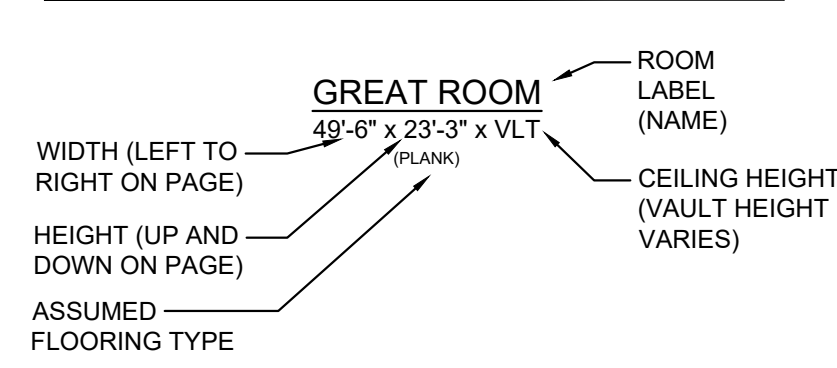 GREAT ROOM
49'-6" x 23'-3" x VLT
(PLANK)
ROOM
LABEL
(NAME)
WIDTH (LEFT TO
RIGHT ON PAGE)
CEILING HEIGHT
(VAULT HEIGHT
VARIES)
HEIGHT (UP AND
DOWN ON PAGE)
ASSUMED
FLOORING TYPE